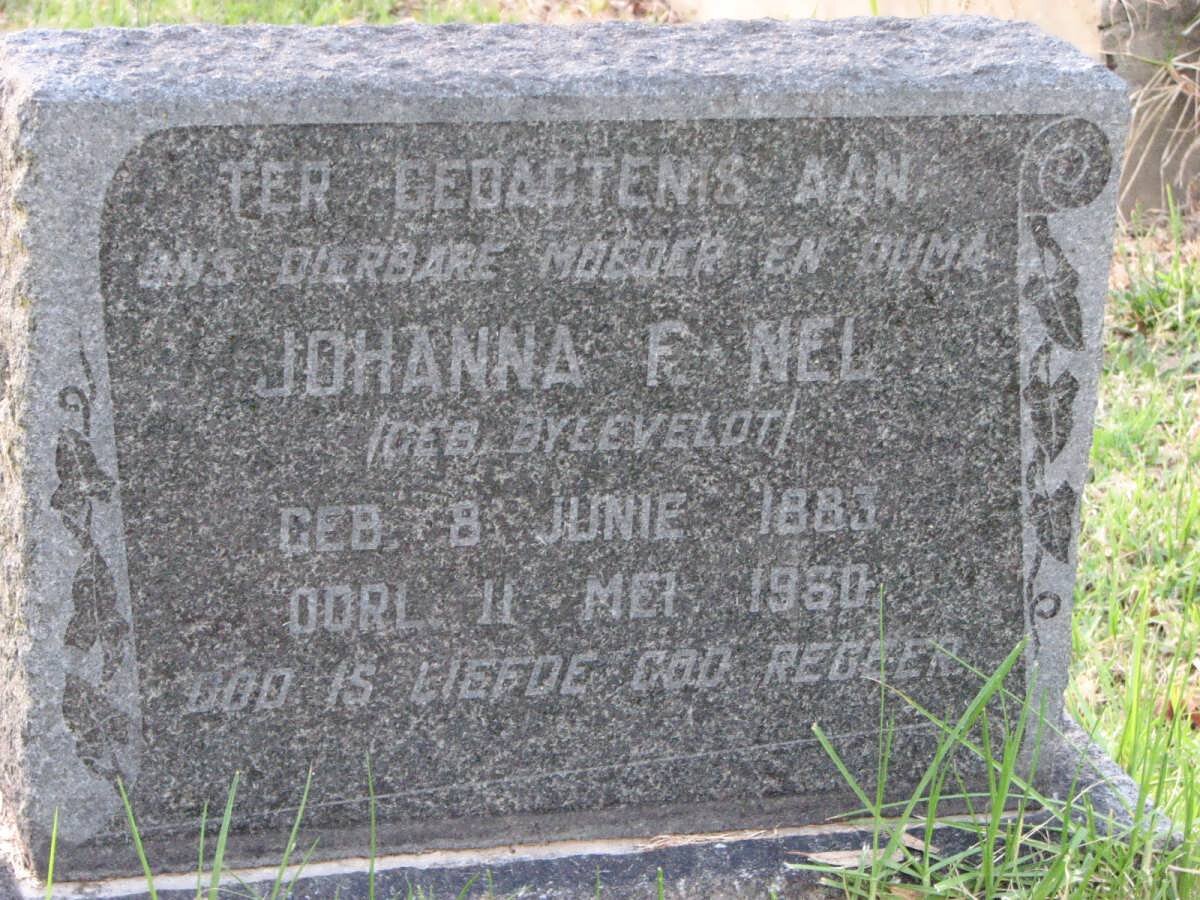 TER GEDAGTENIS AAN
ONS DIERBARE MOEDER EN OUMA
JOHANNA F. NEL
(GEB. BYLEVELDT)
GEB 8 JUNIE 1883
OORL. 11 MEI 1960
GOD IS LIEFDE GOD REGEER